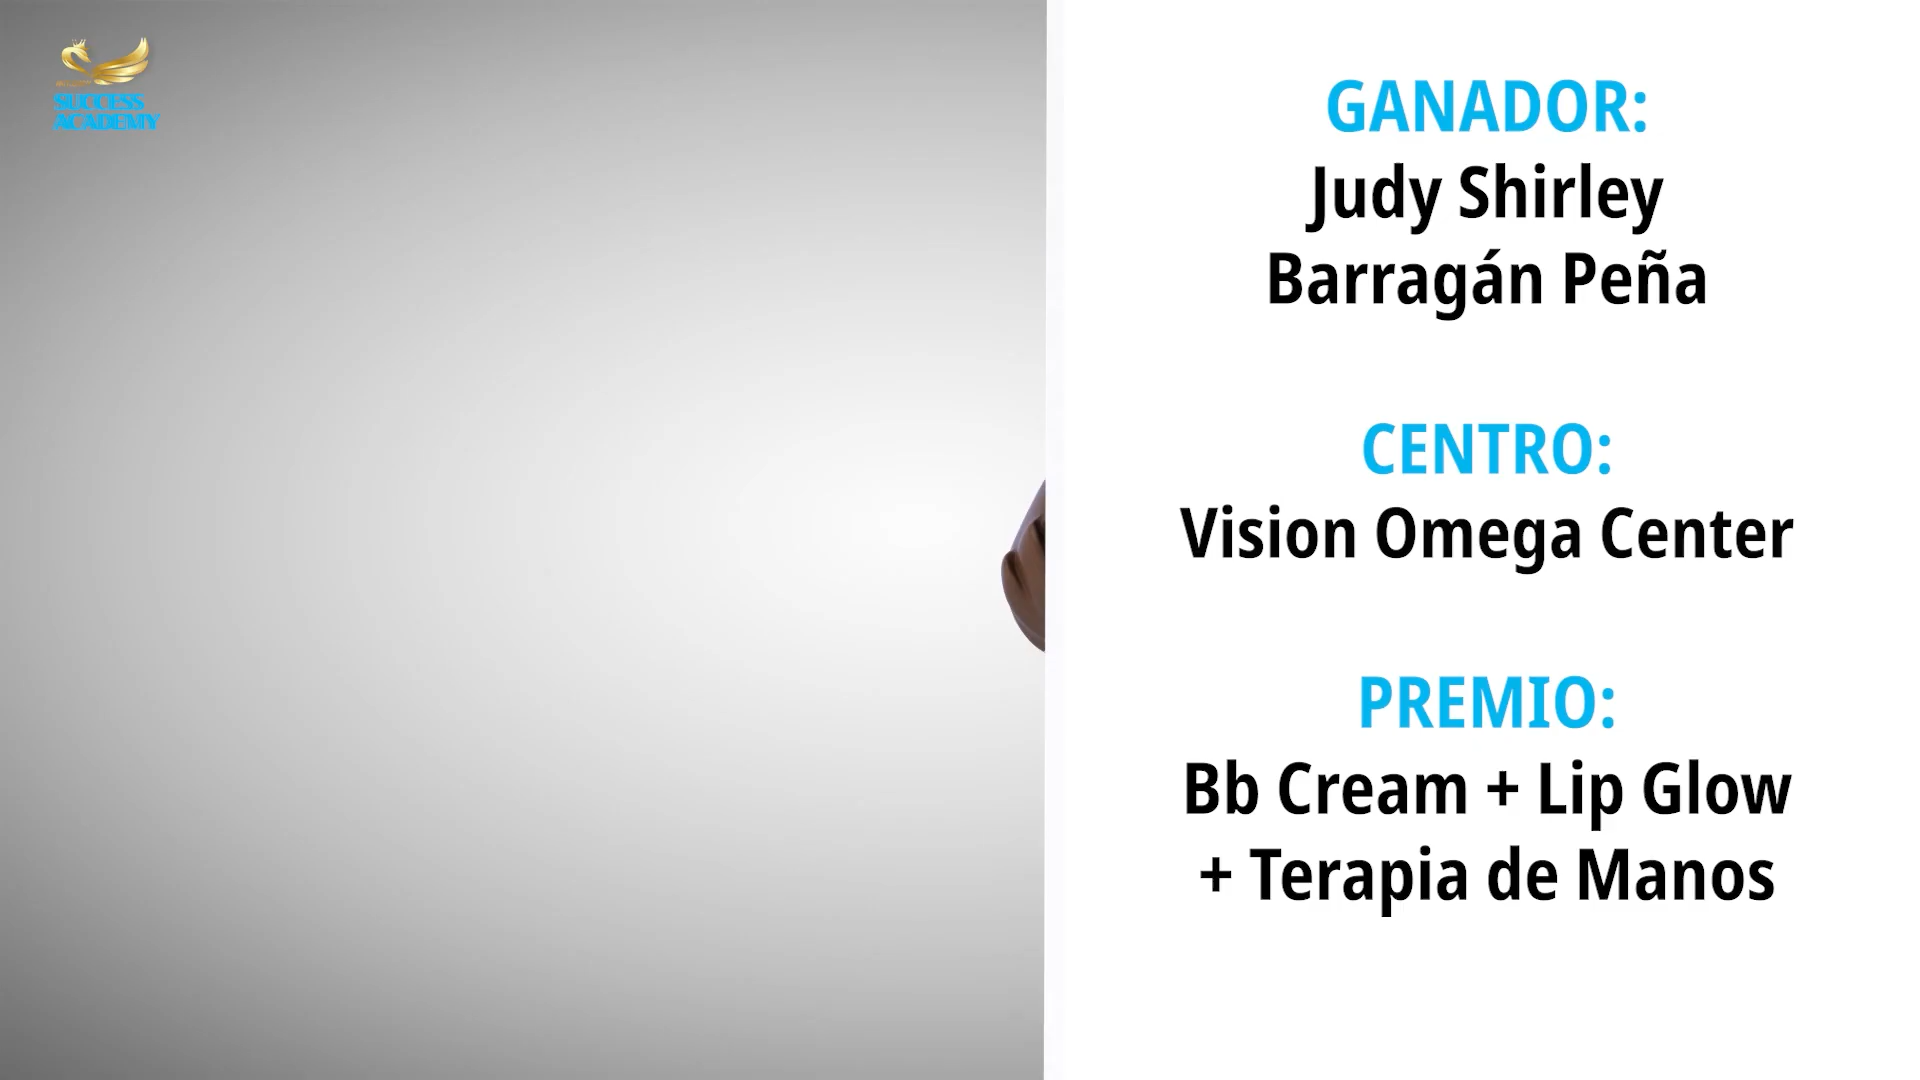 SUCCESS
ACADEMY
GANADOR:
Judy Shirley
Barragán Peña
CENTRO:
Vision Omega Center
PREMIO:
Bb Cream + Lip Glow
+ Terapia de Manos